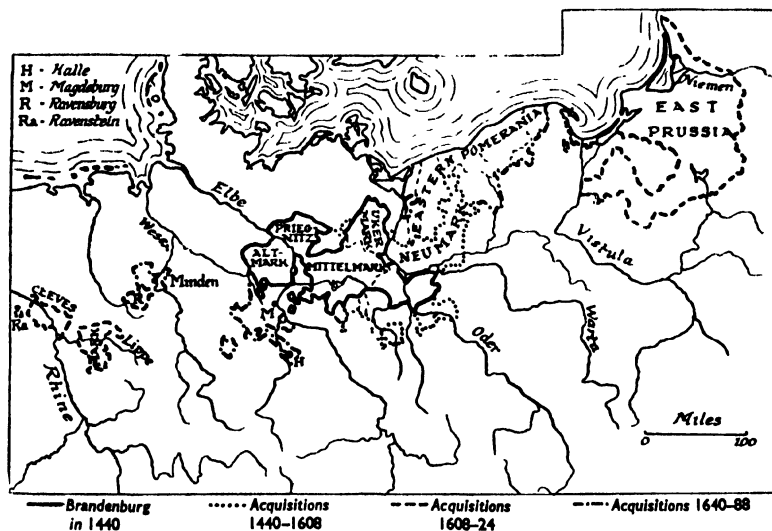 H - Halle
M - Magdeburg
R - Ravensburg
Ra - Ravenstein
Niemen
EAST
PRUSSIA
EASTERN POMERANIA
Elbe
Weser
PRIEG-
NITZ
UKER
MARK
NEUMARK
ALT-
MARK
MITTELMARK
Vistula
Minden
M
CLEVES
R
Ra
MARK
Lippe
H
Oder
Warta
Rhine
Miles
0 100
Brandenburg
in 1440
Acquisitions
1440-1608
Acquisitions
1608-24
Acquisitions 1640-88